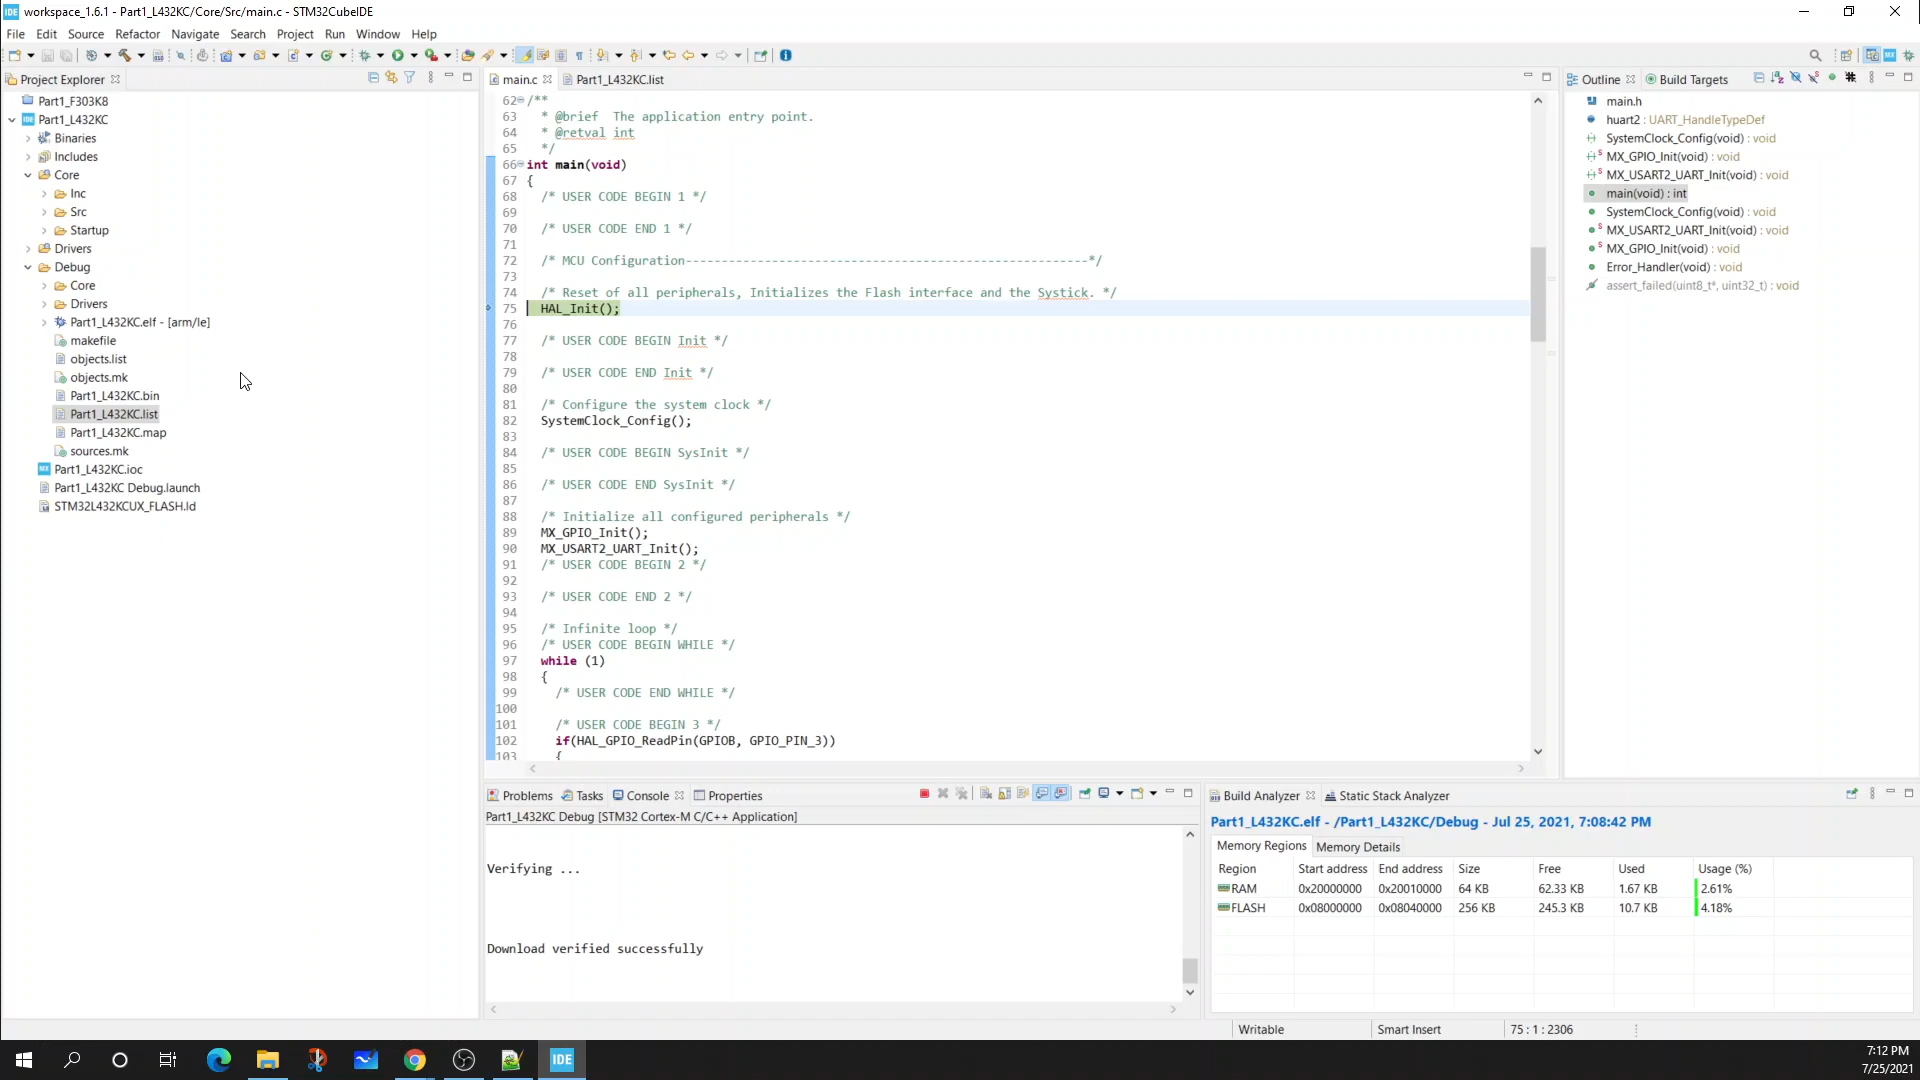 workspace_1.6.1 - Part1_L432KC/Core/Src/main.c - STM32CubeIDE
File Edit Source Refactor Navigate Search Project Run Window Help
Project Explorer
Part1_F303K8
Part1_L432KC
Binaries
Includes
Core
Inc
Src
Startup
Drivers
Debug
Core
Drivers
Part1_L432KC.elf - [arm/le]
makefile
objects.list
objects.mk
Part1_L432KC.bin
Part1_L432KC.list
Part1_L432KC.map
sources.mk
Part1_L432KC.ioc
Part1_L432KC Debug.launch
STM32L432KCUX_FLASH.ld
main.c Part1_L432KC.list
62 /**
63 * @brief The application entry point.
64 * @retval int
65 */
66 int main(void)
67 {
68 /* USER CODE BEGIN 1 */
69
70 /* USER CODE END 1 */
71
72 /* MCU Configuration--------------------------------------------------------*/
73
74 /* Reset of all peripherals, Initializes the Flash interface and the Systick. */
75 HAL_Init();
76
77 /* USER CODE BEGIN Init */
78
79 /* USER CODE END Init */
80
81 /* Configure the system clock */
82 SystemClock_Config();
83
84 /* USER CODE BEGIN SysInit */
85
86 /* USER CODE END SysInit */
87
88 /* Initialize all configured peripherals */
89 MX_GPIO_Init();
90 MX_USART2_UART_Init();
91 /* USER CODE BEGIN 2 */
92
93 /* USER CODE END 2 */
94
95 /* Infinite loop */
96 /* USER CODE BEGIN WHILE */
97 while (1)
98 {
99 /* USER CODE END WHILE */
100
101 /* USER CODE BEGIN 3 */
102 if(HAL_GPIO_ReadPin(GPIOB, GPIO_PIN_3))
103 {
Outline Build Targets
main.h
huart2 : UART_HandleTypeDef
SystemClock_Config(void) : void
MX_GPIO_Init(void) : void
MX_USART2_UART_Init(void) : void
main(void) : int
SystemClock_Config(void) : void
MX_USART2_UART_Init(void) : void
MX_GPIO_Init(void) : void
Error_Handler(void) : void
assert_failed(uint8_t*, uint32_t) : void
Problems Tasks Console Properties
Part1_L432KC Debug [STM32 Cortex-M C/C++ Application]
Verifying ...
Download verified successfully
Build Analyzer Static Stack Analyzer
Part1_L432KC.elf - /Part1_L432KC/Debug - Jul 25, 2021, 7:08:42 PM
Memory Regions Memory Details
Region Start address End address Size Free Used Usage (%)
RAM 0x20000000 0x20010000 64 KB 62.33 KB 1.67 KB 2.61%
FLASH 0x08000000 0x08040000 256 KB 245.3 KB 10.7 KB 4.18%
Writable Smart Insert 75 : 1 : 2306
IDE
7:12 PM
7/25/2021